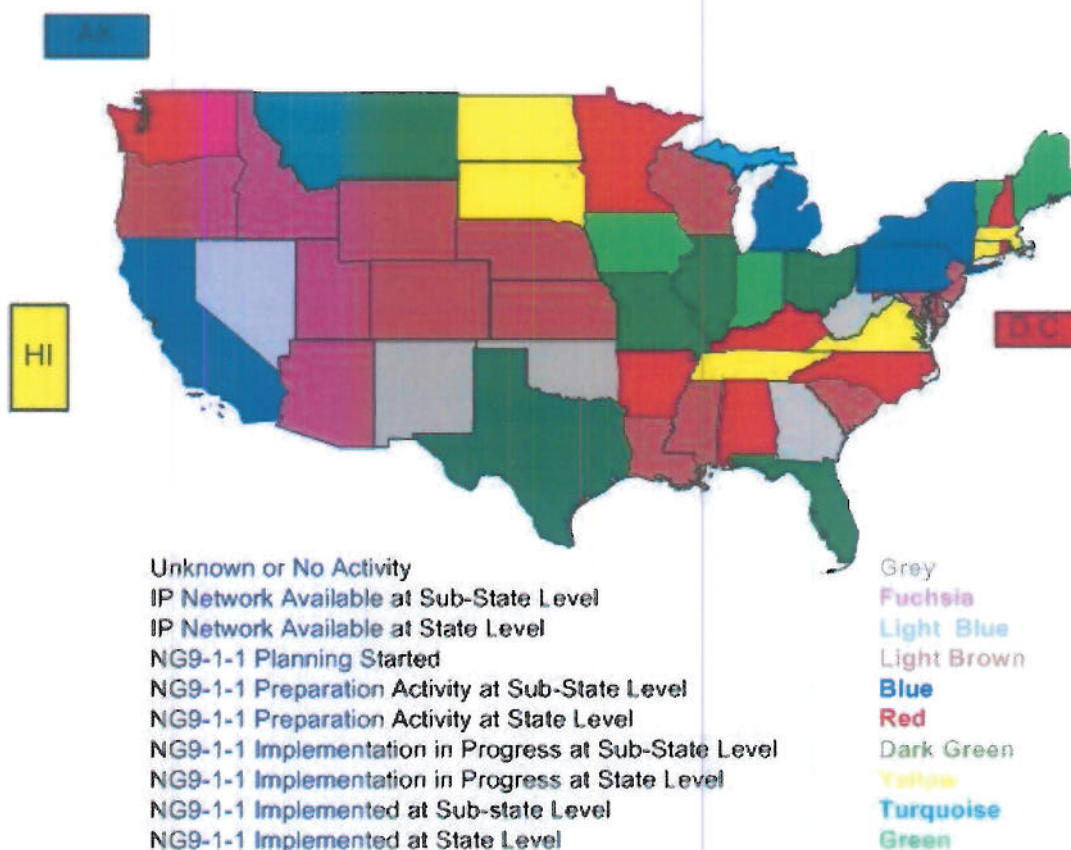 AK
HI
D C
Unknown or No Activity Grey
IP Network Available at Sub-State Level Fuchsia
IP Network Available at State Level Light Blue
NG9-1-1 Planning Started Light Brown
NG9-1-1 Preparation Activity at Sub-State Level Blue
NG9-1-1 Preparation Activity at State Level Red
NG9-1-1 Implementation in Progress at Sub-State Level Dark Green
NG9-1-1 Implementation in Progress at State Level Yellow
NG9-1-1 Implemented at Sub-state Level Turquoise
NG9-1-1 Implemented at State Level Green